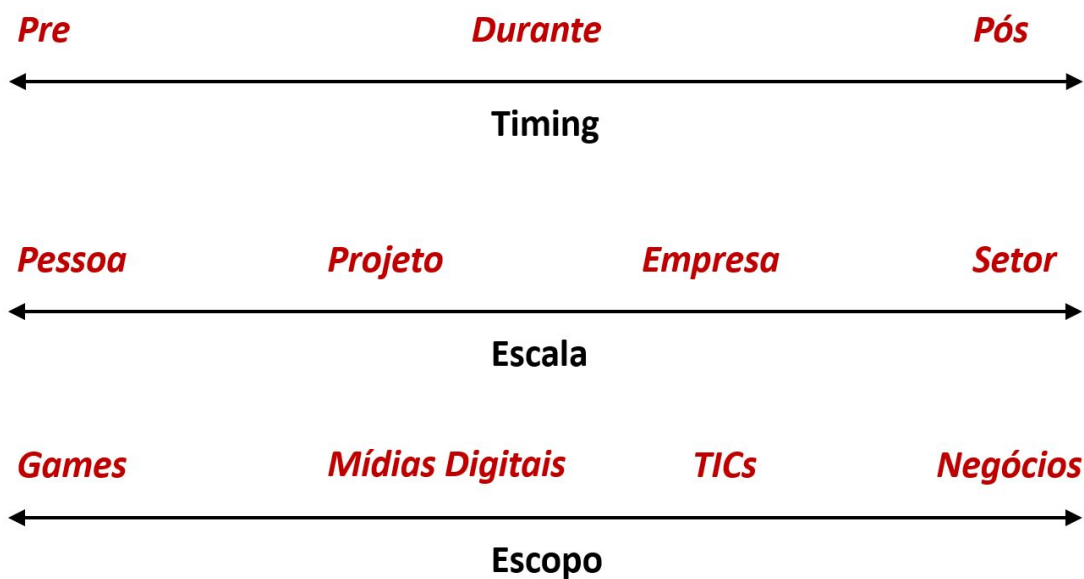 Pre Durante Pós
Timing
Pessoa Projeto Empresa Setor
Escala
Games Mídias Digitais TICs Negócios
Escopo